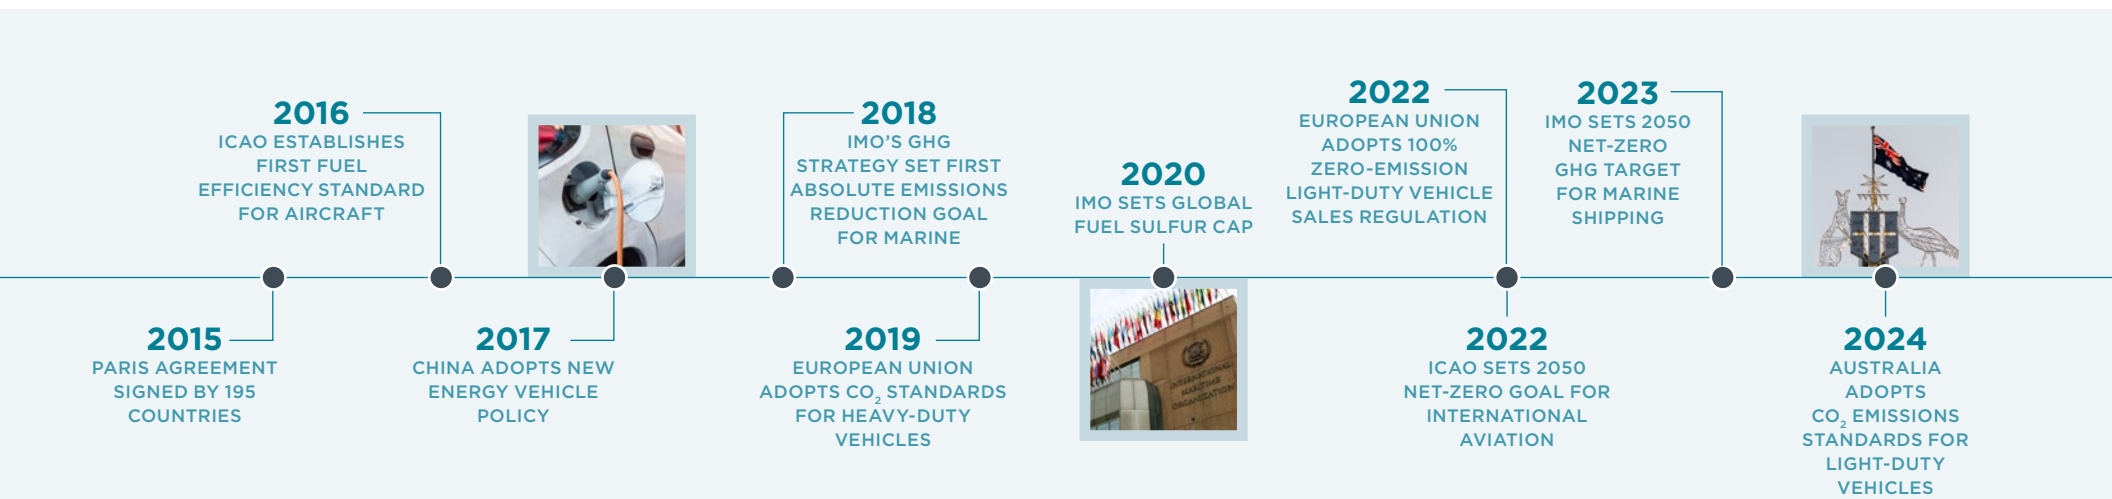 2015
PARIS AGREEMENT
SIGNED BY 195
COUNTRIES
2016
ICAO ESTABLISHES
FIRST FUEL
EFFICIENCY STANDARD
FOR AIRCRAFT
2017
CHINA ADOPTS NEW
ENERGY VEHICLE
POLICY
2018
IMO'S GHG
STRATEGY SET FIRST
ABSOLUTE EMISSIONS
REDUCTION GOAL
FOR MARINE
2019
EUROPEAN UNION
ADOPTS CO₂ STANDARDS
FOR HEAVY-DUTY
VEHICLES
2020
IMO SETS GLOBAL
FUEL SULFUR CAP
INTERNATIONAL
MARITIME
ORGANIZATION
2022
EUROPEAN UNION
ADOPTS 100%
ZERO-EMISSION
LIGHT-DUTY VEHICLE
SALES REGULATION
2022
ICAO SETS 2050
NET-ZERO GOAL FOR
INTERNATIONAL
AVIATION
2023
IMO SETS 2050
NET-ZERO
GHG TARGET
FOR MARINE
SHIPPING
2024
AUSTRALIA
ADOPTS
CO₂ EMISSIONS
STANDARDS FOR
LIGHT-DUTY
VEHICLES